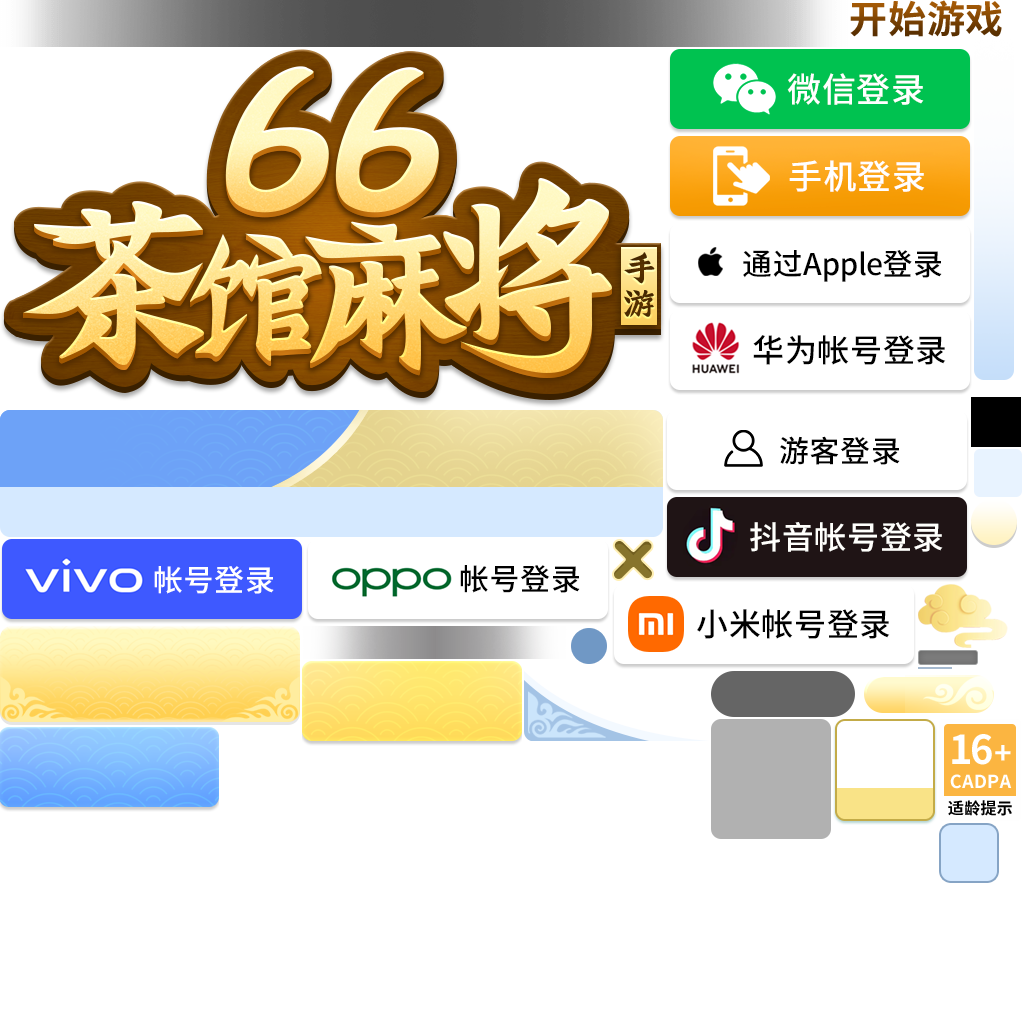 开始游戏
66
茶馆麻将
手游
微信登录
手机登录
通过Apple登录
HUAWEI
华为帐号登录
游客登录
抖音帐号登录
vivo 帐号登录
oppo 帐号登录
mi 小米帐号登录
16+
CADPA
适龄提示